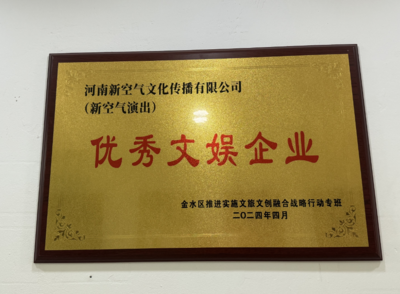 河南新空气文化传播有限公司
(新空气演出)
优秀文娱企业
金水区推进实施文旅文创融合战略行动专班
二〇二四年四月